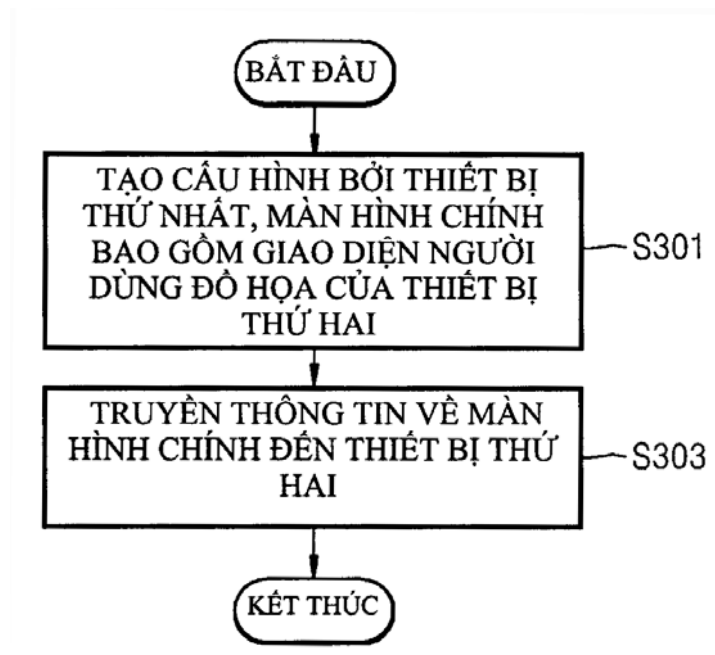 BẮT ĐẦU
TẠO CẤU HÌNH BỞI THIẾT BỊ
THỨ NHẤT, MÀN HÌNH CHÍNH
BAO GỒM GIAO DIỆN NGƯỜI
DÙNG ĐỒ HỌA CỦA THIẾT BỊ
THỨ HAI
S301
TRUYỀN THÔNG TIN VỀ MÀN
HÌNH CHÍNH ĐẾN THIẾT BỊ THỨ
HAI
S303
KẾT THÚC